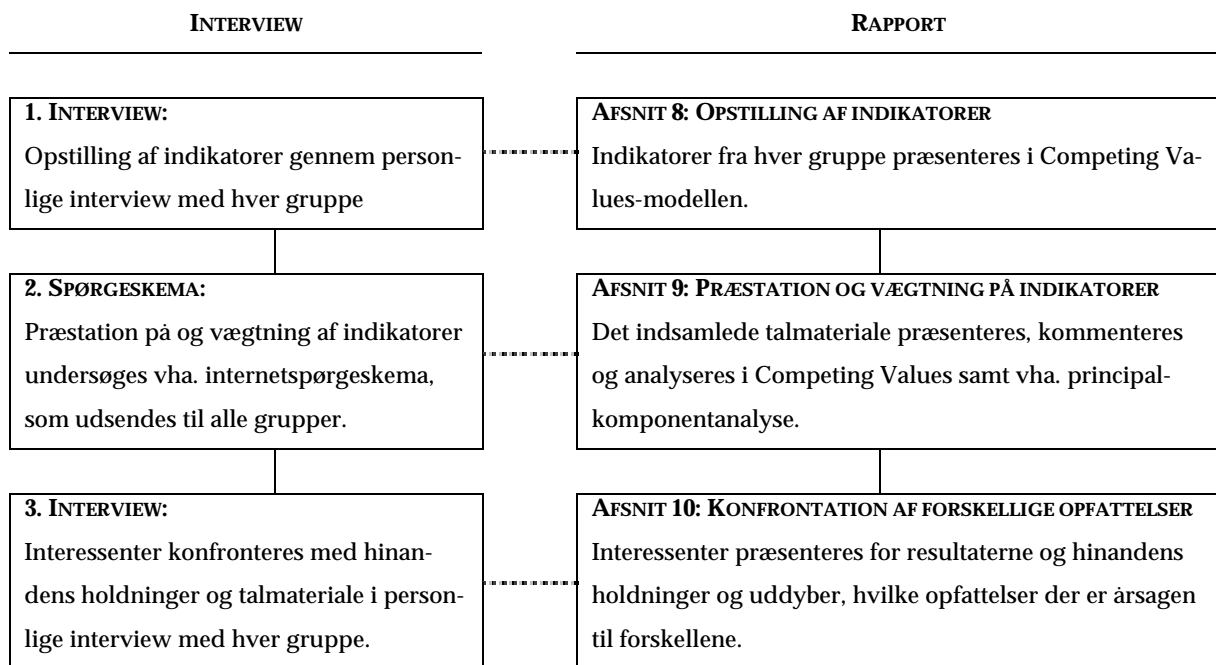 INTERVIEW
RAPPORT
1. INTERVIEW:
Opstilling af indikatorer gennem person-
lige interview med hver gruppe
AFSNIT 8: OPSTILLING AF INDIKATORER
Indikatorer fra hver gruppe præsenteres i Competing Va-
lues-modellen.
2. SPØRGESKEMA:
Præstation på og vægtning af indikatorer
undersøges vha. internetspørgeskema,
som udsendes til alle grupper.
AFSNIT 9: PRÆSTATION OG VÆGTNING PÅ INDIKATORER
Det indsamlede talmateriale præsenteres, kommenteres
og analyseres i Competing Values samt vha. principal-
komponentanalyse.
3. INTERVIEW:
Interessenter konfronteres med hinan-
dens holdninger og talmateriale i person-
lige interview med hver gruppe.
AFSNIT 10: KONFRONTATION AF FORSKELLIGE OPFATTELSER
Interessenter præsenteres for resultaterne og hinandens
holdninger og uddyber, hvilke opfattelser der er årsagen
til forskellene.